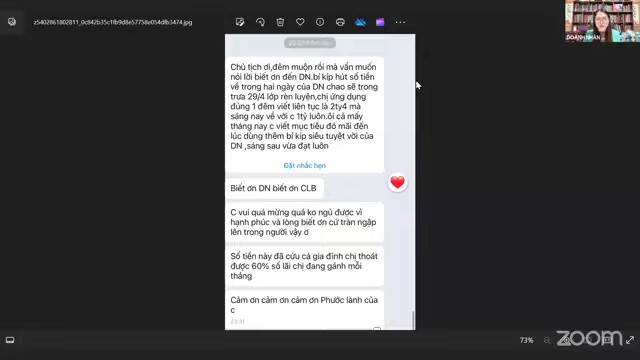 z5402861802811_0c842b35c1fb9d8e57758e054dfb3474.jpg
DOANH NHÂN
Chủ tịch ơi,đêm muộn rồi mà vấn muốn
nói lời biết ơn đến DN.bí kíp hút số tiền
về trong hai ngày của DN chao sẽ trong
trưa 29/4 lớp rèn luyện,chị ứng dụng
đúng 1 đêm viết liên tục là 2ty4 mà
sáng nay về với c 1tỷ luôn.ôi cả mấy
tháng nay c viết mục tiêu đó mãi đến
lúc dùng thêm bí kíp siêu tuyệt vời của
DN ,sáng sau vừa đạt luôn
Đặt nhắc hẹn
Biết ơn DN biết ơn CLB
C vui quá mừng quá ko ngủ được vì
hạnh phúc và lòng biết ơn cứ tràn ngập
lên trong người vậy ơ
Số tiền này đã cứu cả gia đình chị thoát
được 60% số lãi chị đang gánh mỗi
tháng
Cảm ơn cảm ơn cảm ơn Phước lành của
c
23:31
73%
zoom